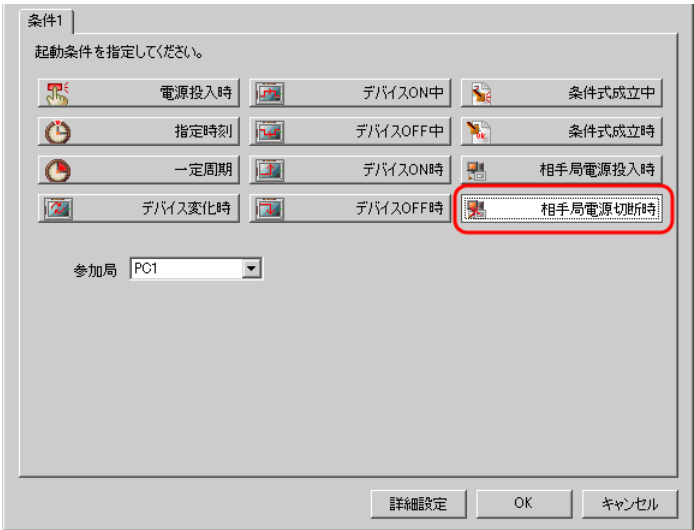 条件1
起動条件を指定してください。
電源投入時 デバイスON中 条件式成立中
指定時刻 デバイスOFF中 条件式成立時
一定周期 デバイスON時 相手局電源投入時
デバイス変化時 デバイスOFF時 相手局電源切断時
参加局 PC1
詳細設定 OK キャンセル